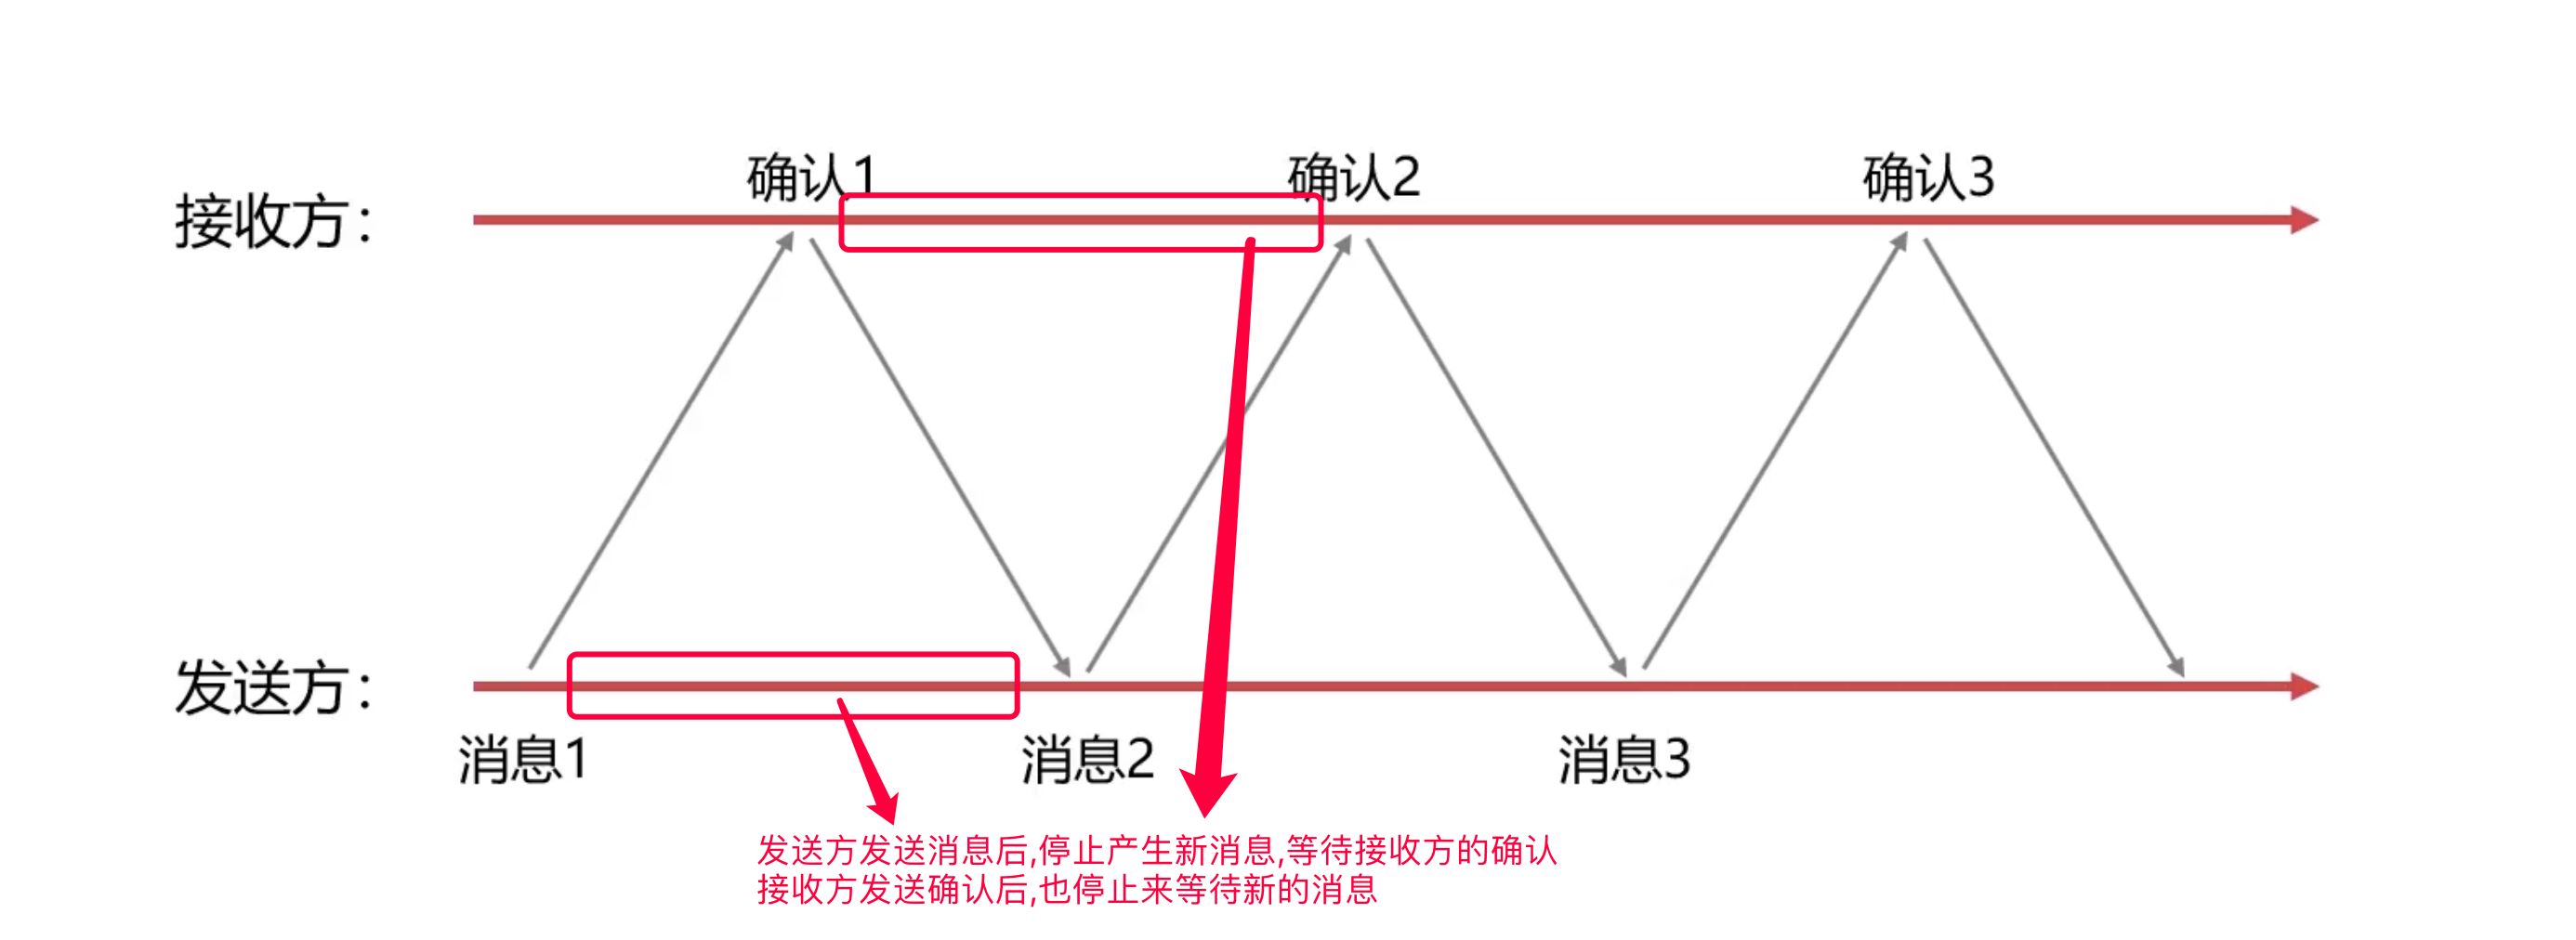 确认1
确认2
确认3
接收方：
发送方：
消息1
消息2
消息3
发送方发送消息后,停止产生新消息,等待接收方的确认
接收方发送确认后,也停止来等待新的消息